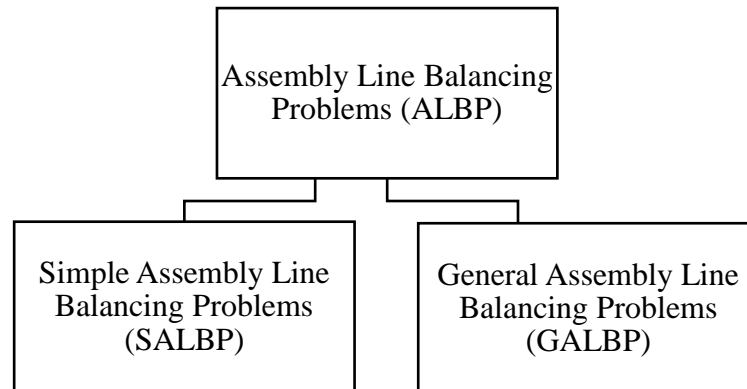 Assembly Line Balancing
Problems (ALBP)
Simple Assembly Line
Balancing Problems
(SALBP)
General Assembly Line
Balancing Problems
(GALBP)